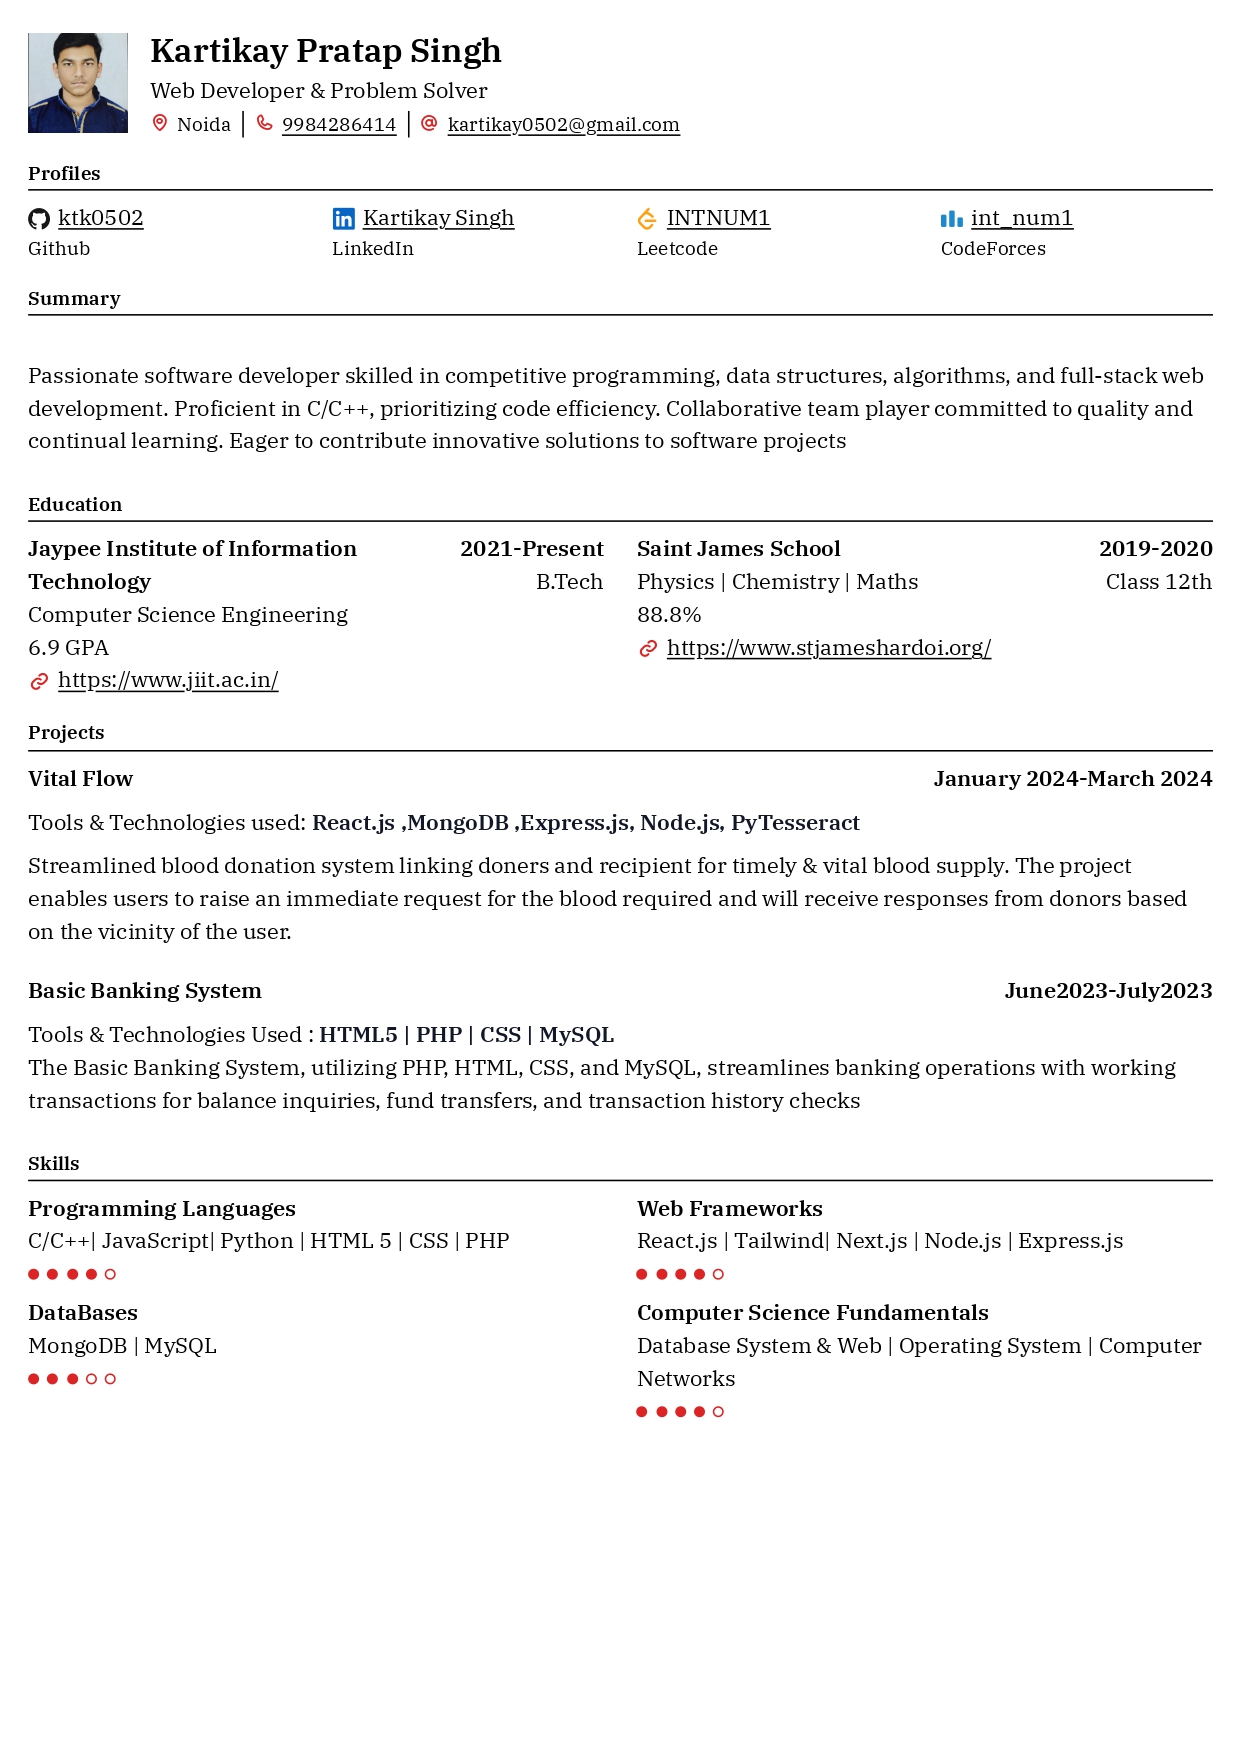 Kartikay Pratap Singh
Web Developer & Problem Solver
Noida | 9984286414 | kartikay0502@gmail.com
Profiles
ktk0502
Github
Kartikay Singh
LinkedIn
INTNUM1
Leetcode
int_num1
CodeForces
Summary
Passionate software developer skilled in competitive programming, data structures, algorithms, and full-stack web
development. Proficient in C/C++, prioritizing code efficiency. Collaborative team player committed to quality and
continual learning. Eager to contribute innovative solutions to software projects
Education
Jaypee Institute of Information 2021-Present
Technology B.Tech
Computer Science Engineering
6.9 GPA
https://www.jiit.ac.in/
Saint James School 2019-2020
Physics | Chemistry | Maths Class 12th
88.8%
https://www.stjameshardoi.org/
Projects
Vital Flow January 2024-March 2024
Tools & Technologies used: React.js ,MongoDB ,Express.js, Node.js, PyTesseract
Streamlined blood donation system linking doners and recipient for timely & vital blood supply. The project
enables users to raise an immediate request for the blood required and will receive responses from donors based
on the vicinity of the user.
Basic Banking System June2023-July2023
Tools & Technologies Used : HTML5 | PHP | CSS | MySQL
The Basic Banking System, utilizing PHP, HTML, CSS, and MySQL, streamlines banking operations with working
transactions for balance inquiries, fund transfers, and transaction history checks
Skills
Programming Languages
C/C++| JavaScript| Python | HTML 5 | CSS | PHP
Web Frameworks
React.js | Tailwind| Next.js | Node.js | Express.js
DataBases
MongoDB | MySQL
Computer Science Fundamentals
Database System & Web | Operating System | Computer
Networks